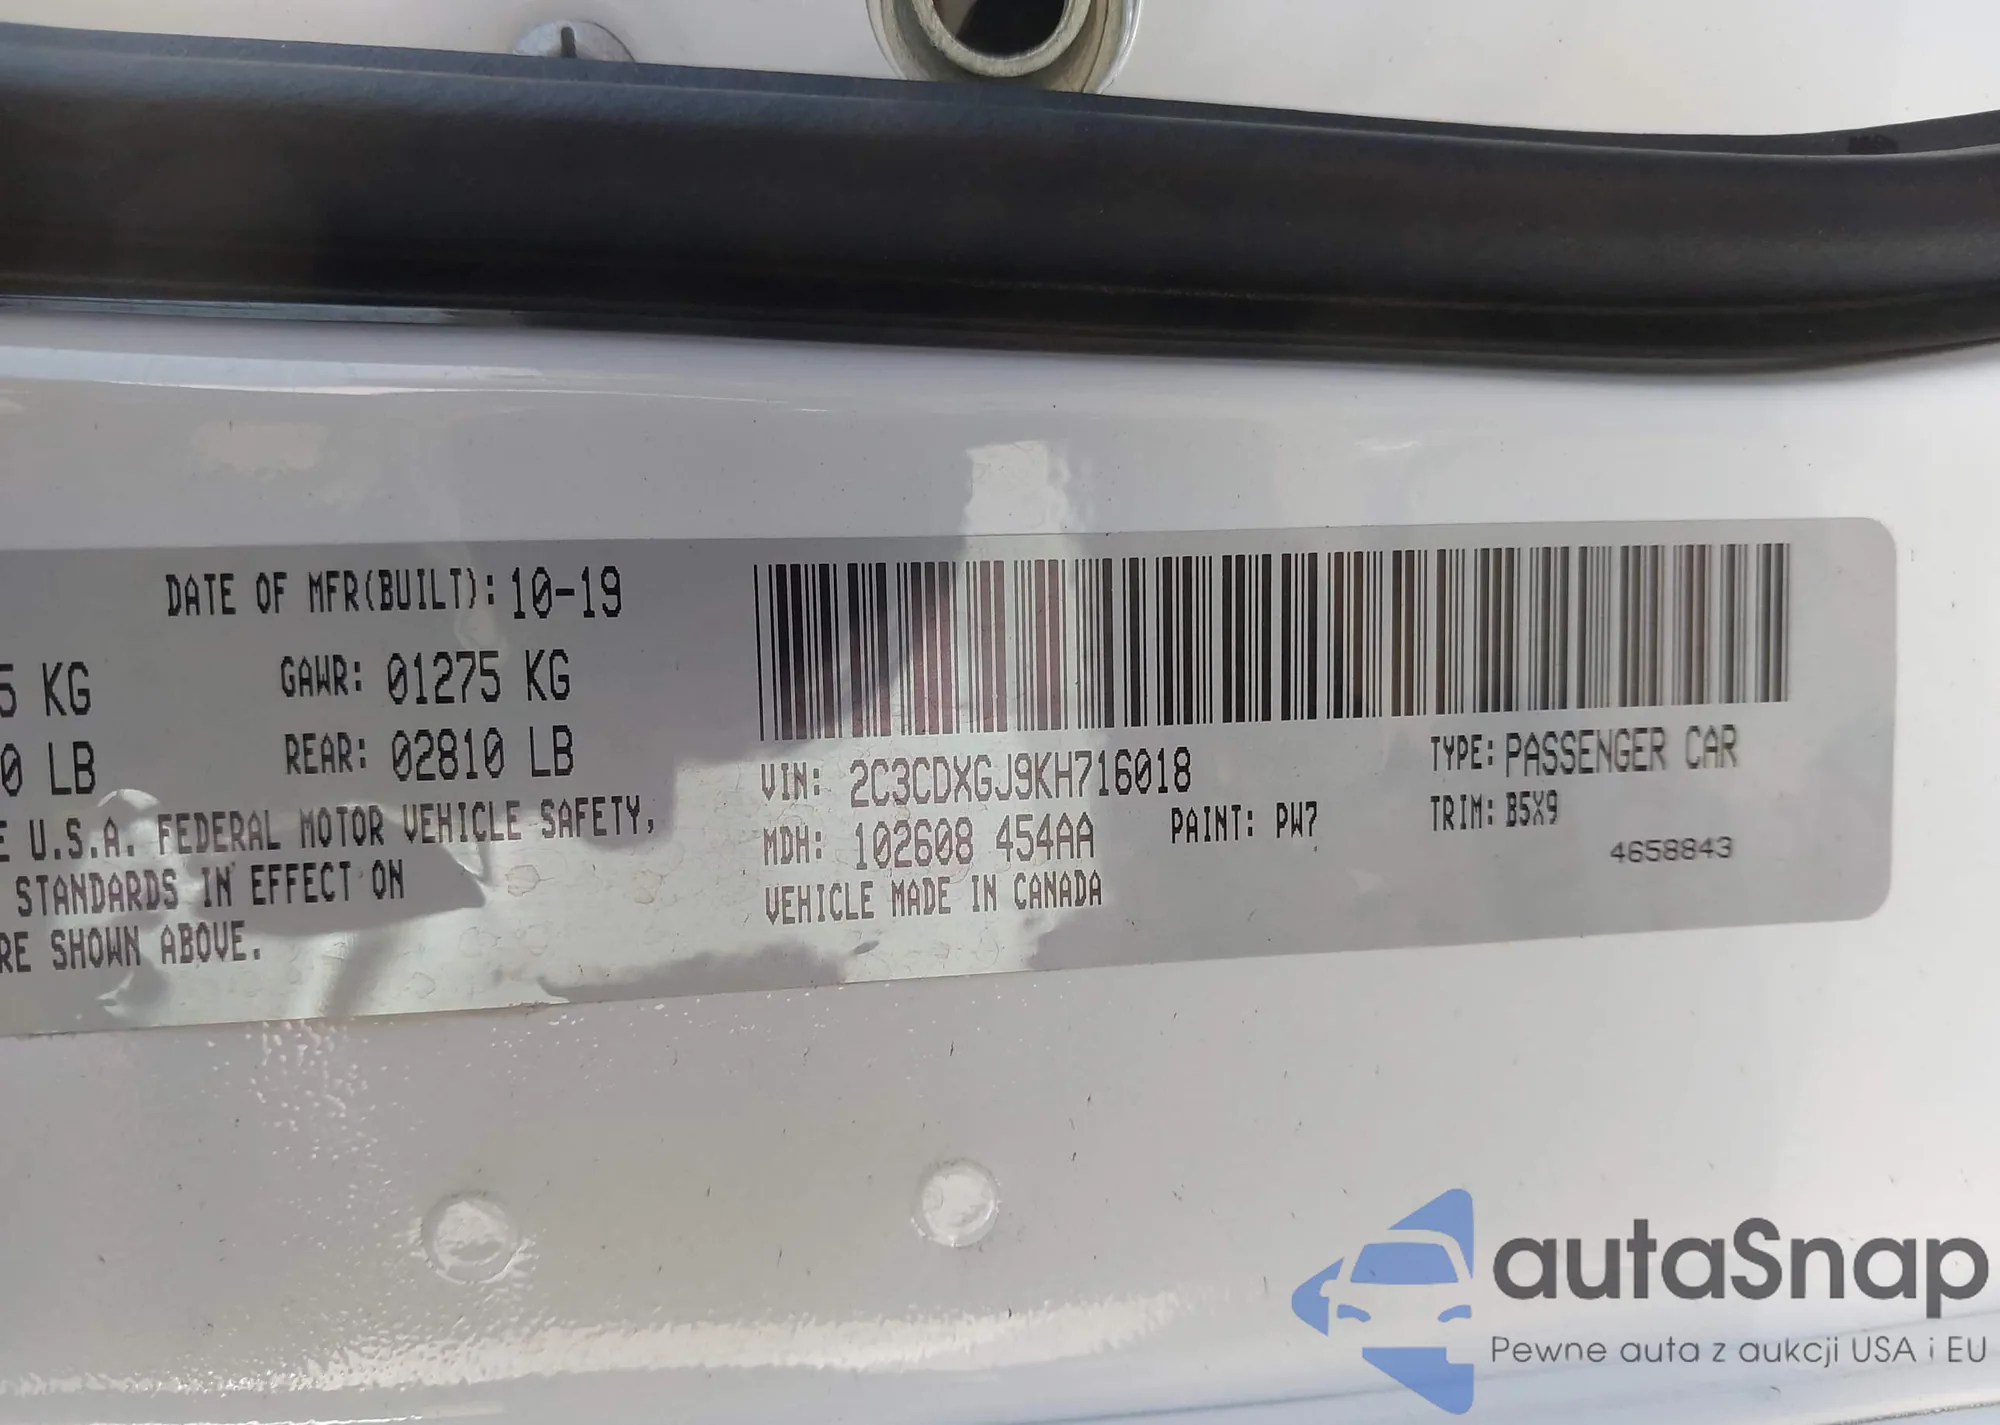 DATE OF MFR(BUILT): 10-19
5 KG GAWR: 01275 KG
0 LB REAR: 02810 LB
E U.S.A. FEDERAL MOTOR VEHICLE SAFETY,
STANDARDS IN EFFECT ON
RE SHOWN ABOVE.
VIN: 2C3CDXGJ9KH716018 TYPE: PASSENGER CAR
MDH: 102608 454AA PAINT: PW7 TRIM: B5X9
VEHICLE MADE IN CANADA 4658843
autaSnap
Pewne auta z aukcji USA i EU